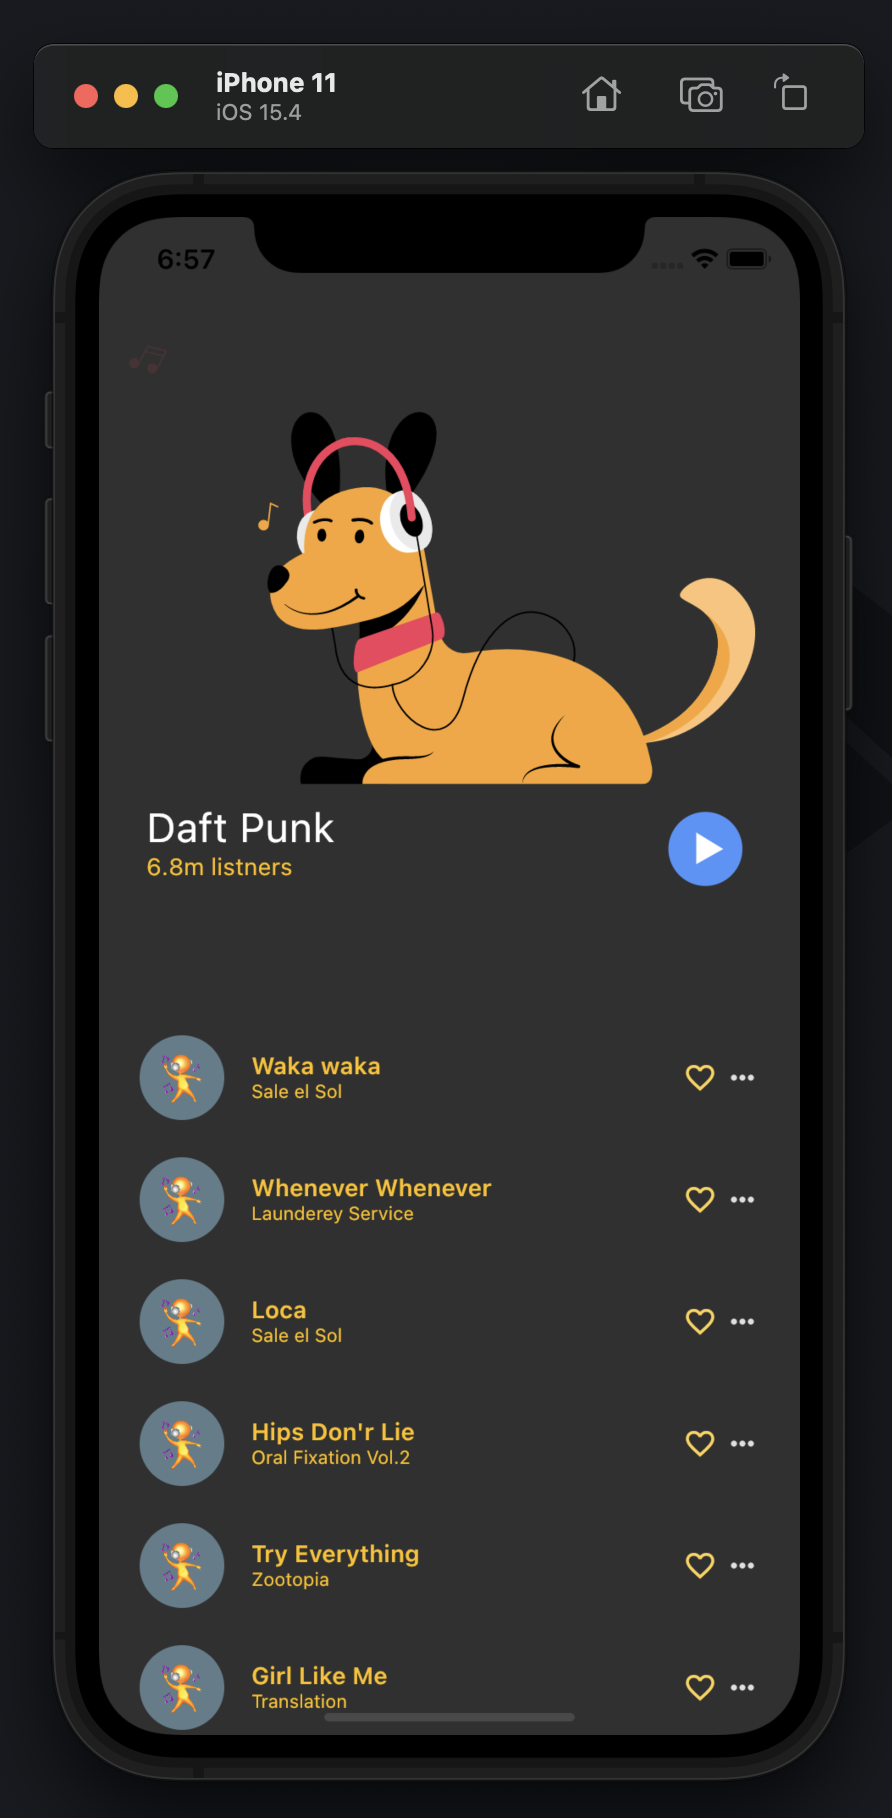 iPhone 11
iOS 15.4
6:57
Daft Punk
6.8m listners
Waka waka
Sale el Sol
Whenever Whenever
Launderey Service
Loca
Sale el Sol
Hips Don'r Lie
Oral Fixation Vol.2
Try Everything
Zootopia
Girl Like Me
Translation